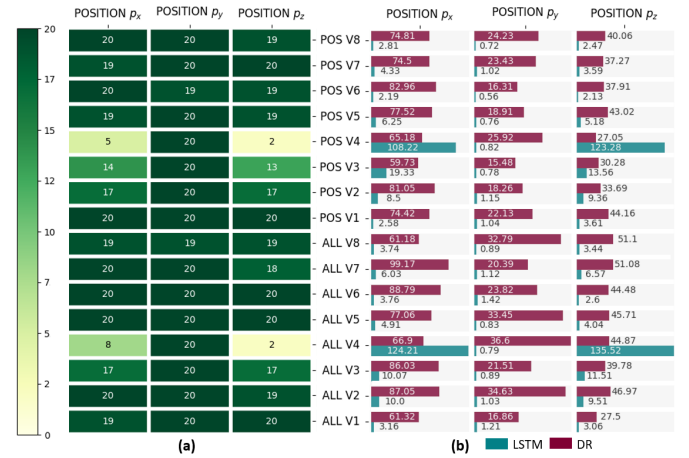 POSITION px POSITION py POSITION pz POSITION px POSITION py POSITION pz
20
17
15
12
10
7
5
2
0
20 20 19 POS V8 74.81 2.81 24.23 0.72 40.06 2.47
19 20 20 POS V7 74.5 4.33 23.43 1.02 37.27 3.59
20 19 19 POS V6 82.96 2.19 16.31 0.56 37.91 2.13
19 20 19 POS V5 77.52 6.25 18.91 0.76 43.02 5.18
5 20 2 POS V4 65.18 108.22 25.92 0.82 27.05 123.28
14 20 13 POS V3 59.73 19.33 15.48 0.78 30.28 13.56
17 20 17 POS V2 81.05 8.5 18.26 1.15 33.69 9.36
20 20 20 POS V1 74.42 2.58 22.13 1.04 44.16 3.61
19 19 19 ALL V8 61.18 3.74 32.79 0.89 51.1 3.44
20 20 18 ALL V7 99.17 6.03 20.39 1.12 51.08 6.57
20 20 20 ALL V6 88.79 3.76 23.82 1.42 44.48 2.6
20 20 20 ALL V5 77.06 4.91 33.45 0.83 45.71 4.04
8 20 2 ALL V4 66.9 124.21 36.6 0.79 44.87 135.52
17 20 17 ALL V3 86.03 10.07 21.51 0.89 39.78 11.51
20 20 19 ALL V2 87.05 10.0 34.63 1.03 46.97 9.51
19 20 20 ALL V1 61.32 3.16 16.86 1.21 27.5 3.06
(a) (b) LSTM DR